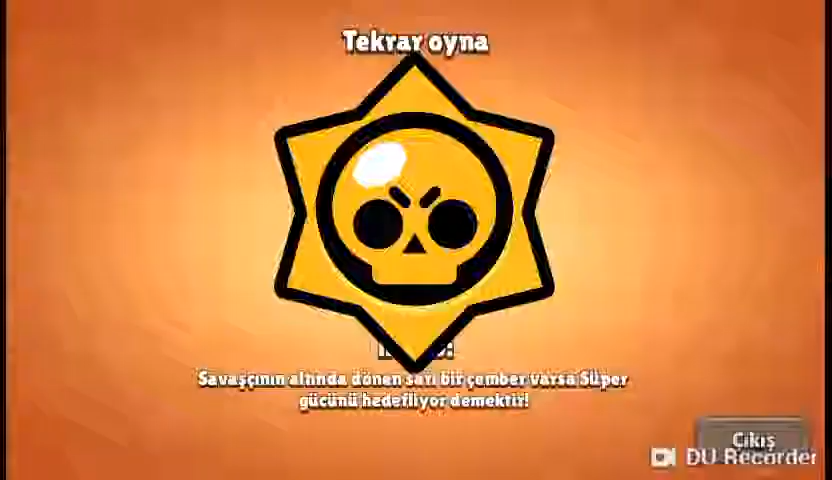 Tekrar oyna
Savaşçının altında dönen sarı bir çember varsa Süper
gücünü hedefliyor demektir!
Çıkış
DU Recorder